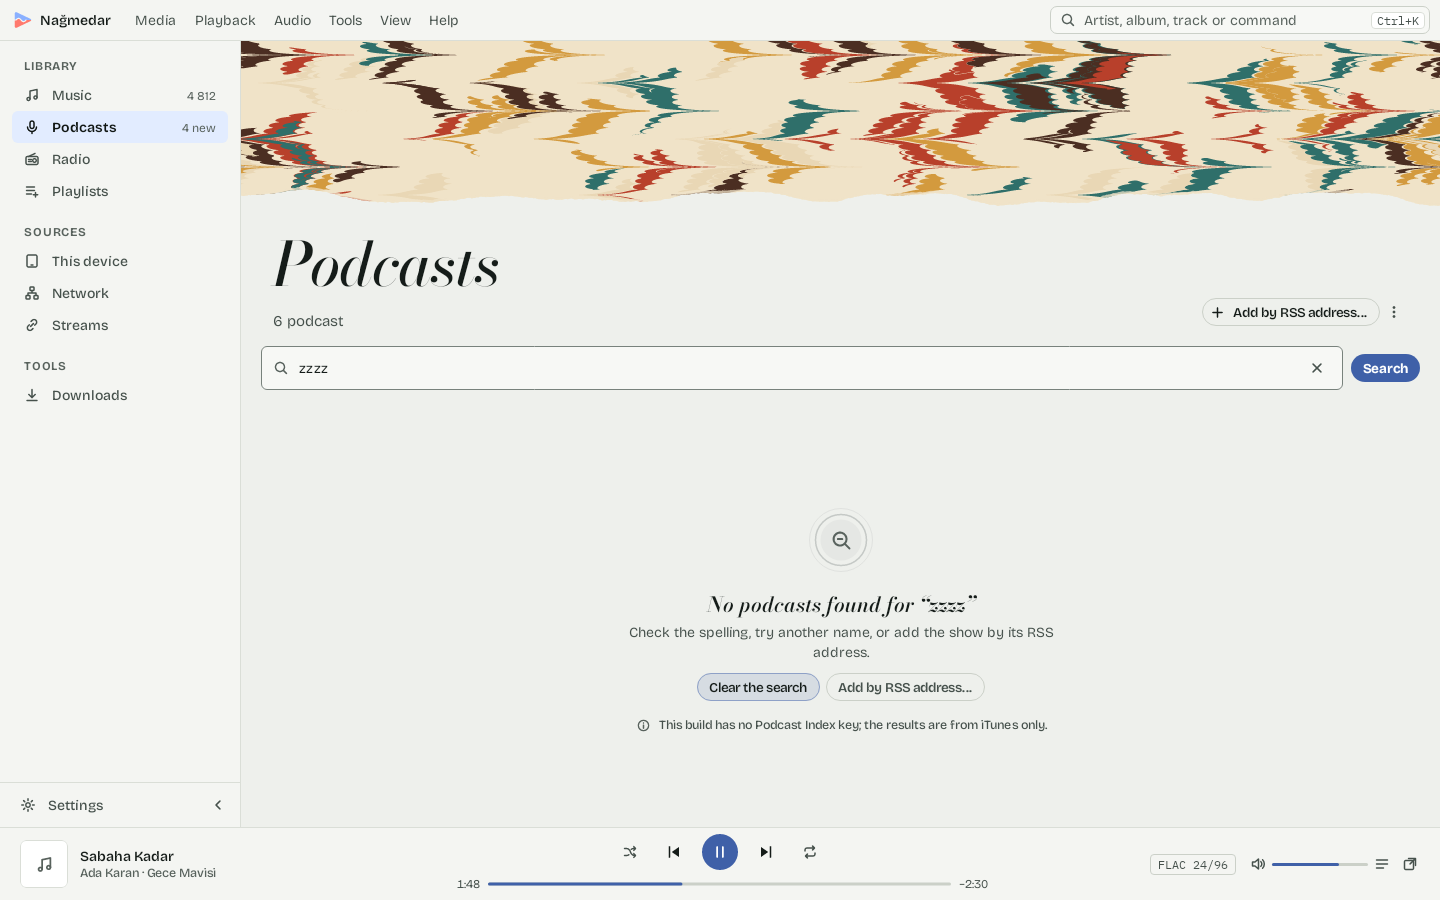 Nağmedar
Media
Playback
Audio
Tools
View
Help
Artist, album, track or command
Ctrl+K
LIBRARY
Music
4 812
Podcasts
4 new
Radio
Playlists
SOURCES
This device
Network
Streams
TOOLS
Downloads
Settings
Podcasts
6 podcast
Add by RSS address...
zzzz
Search
No podcasts found for “zzzz”
Check the spelling, try another name, or add the show by its RSS
address.
Clear the search
Add by RSS address...
This build has no Podcast Index key; the results are from iTunes only.
Sabaha Kadar
Ada Karan · Gece Mavisi
1:48
−2:30
FLAC 24/96